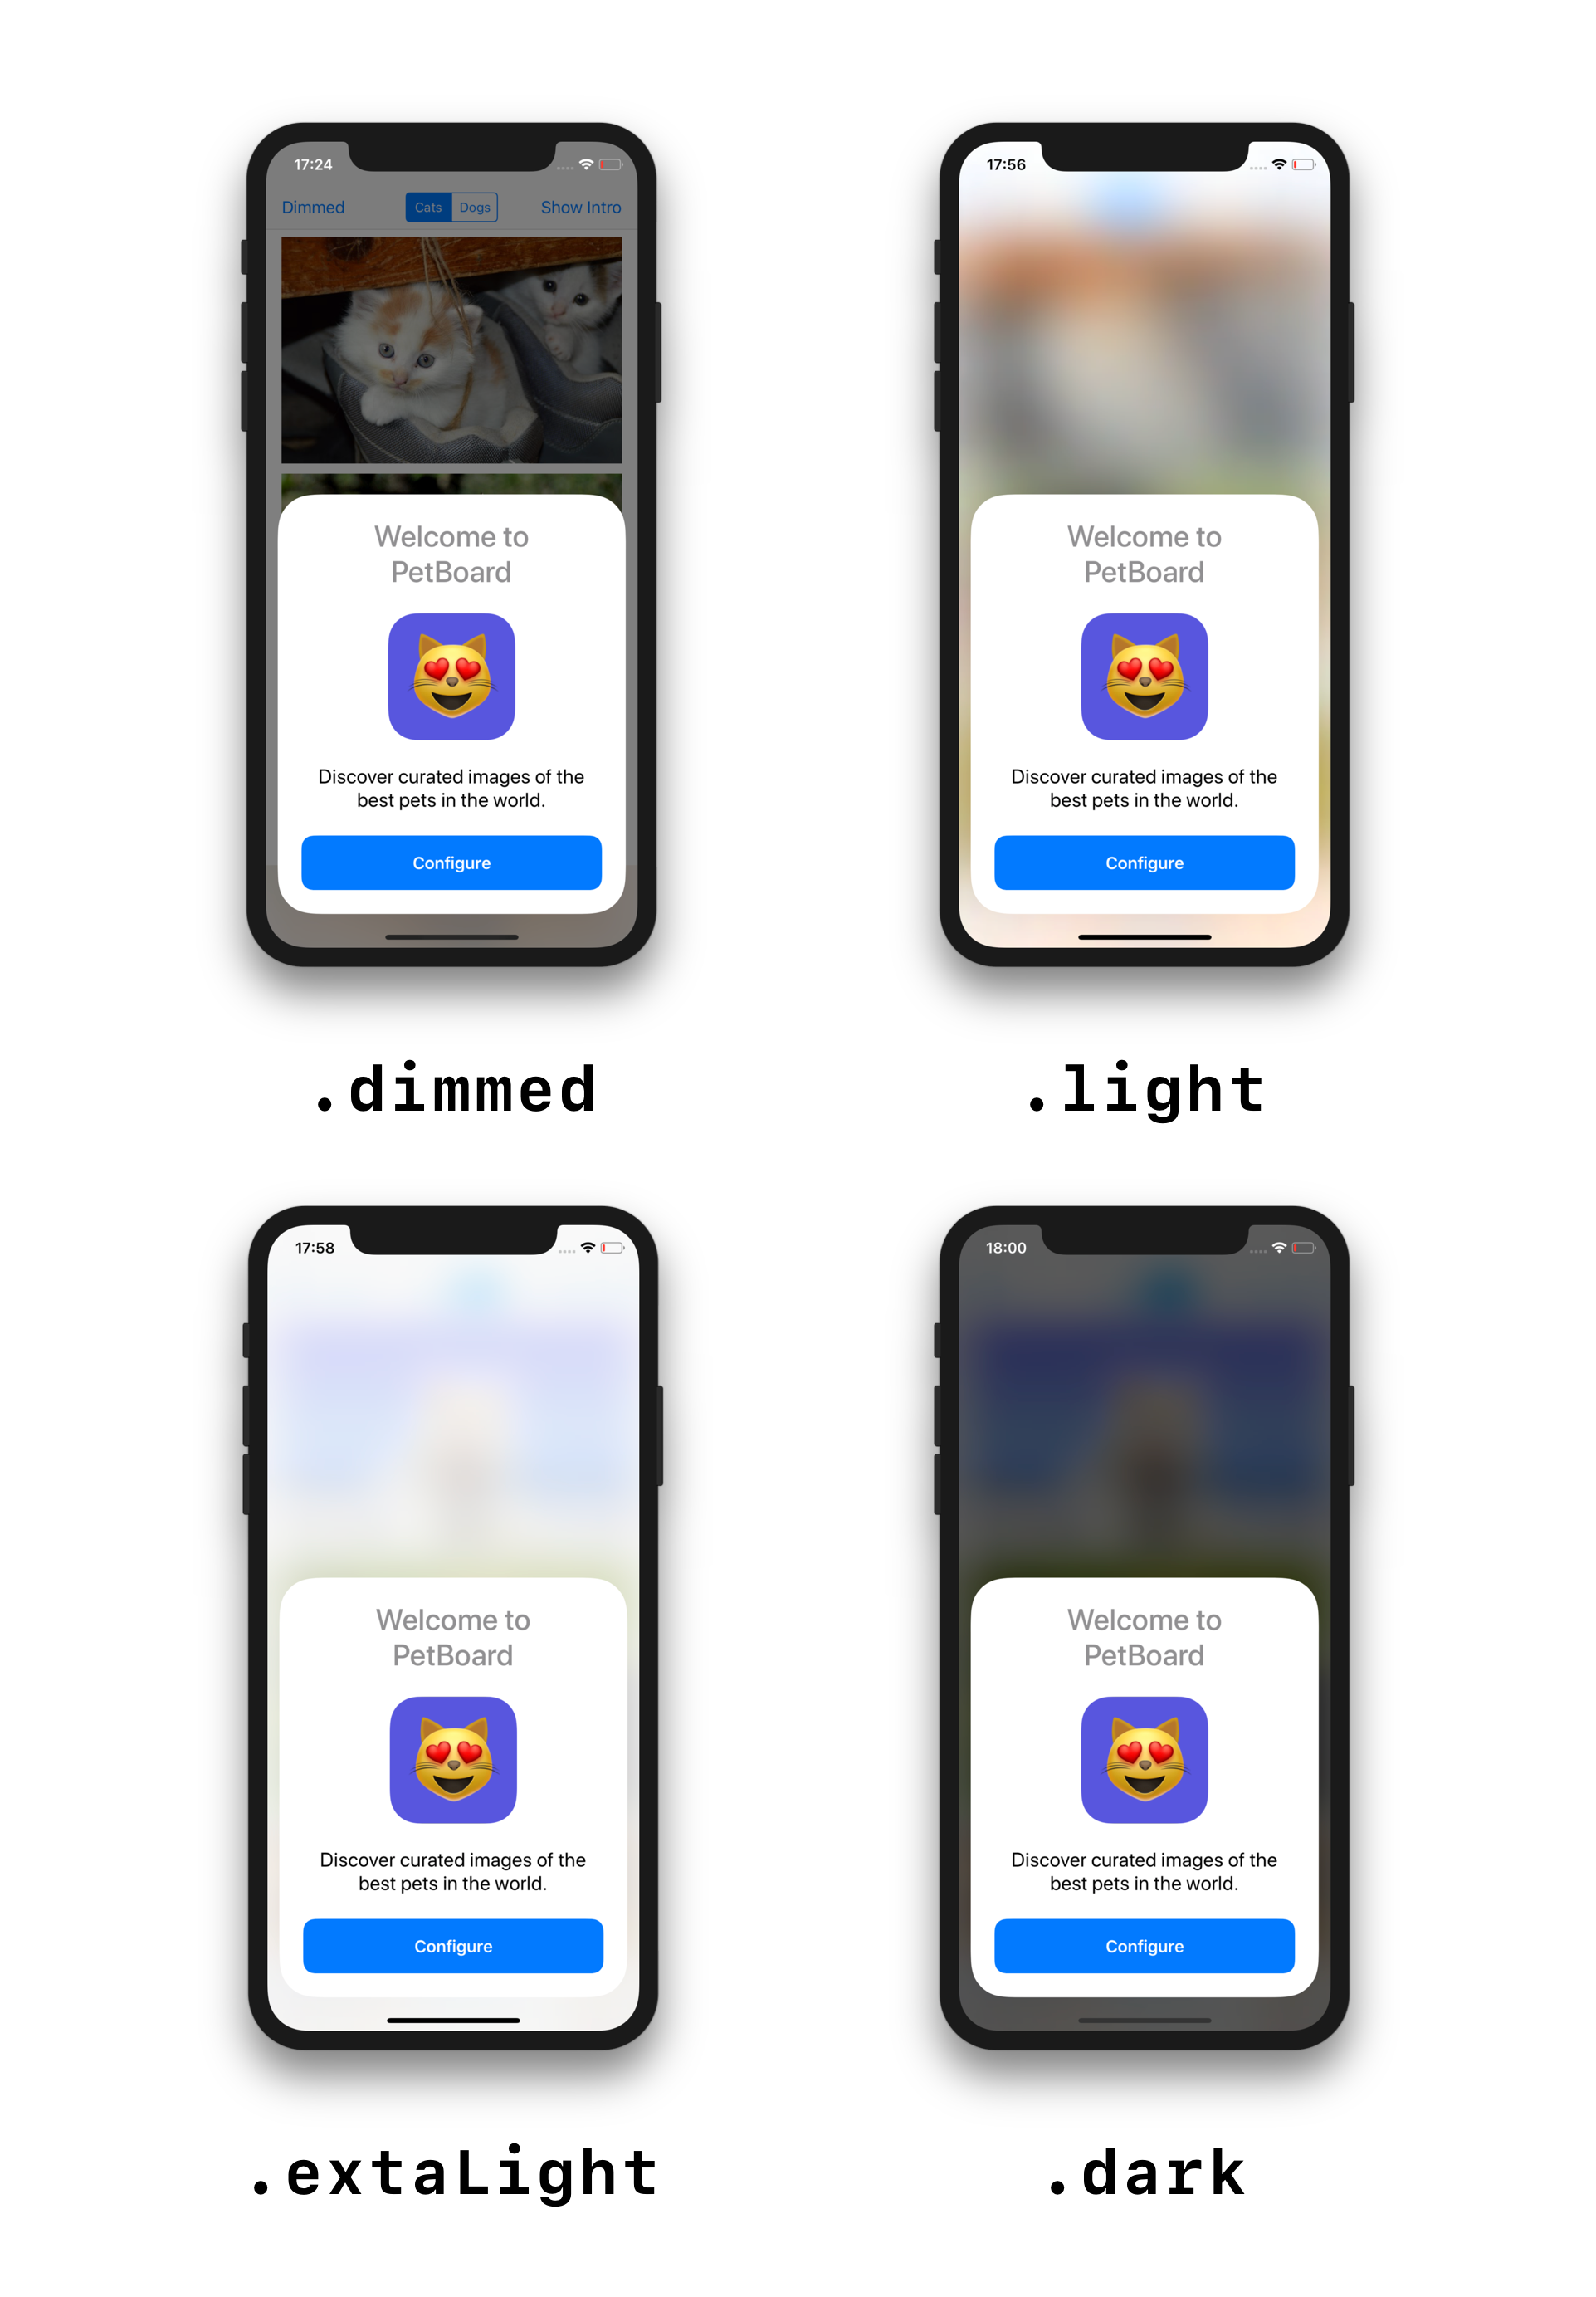 17:24
Dimmed Cats Dogs Show Intro
Welcome to
PetBoard
Discover curated images of the
best pets in the world.
Configure
.dimmed
17:56
Welcome to
PetBoard
Discover curated images of the
best pets in the world.
Configure
.light
17:58
Welcome to
PetBoard
Discover curated images of the
best pets in the world.
Configure
.extaLight
18:00
Welcome to
PetBoard
Discover curated images of the
best pets in the world.
Configure
.dark